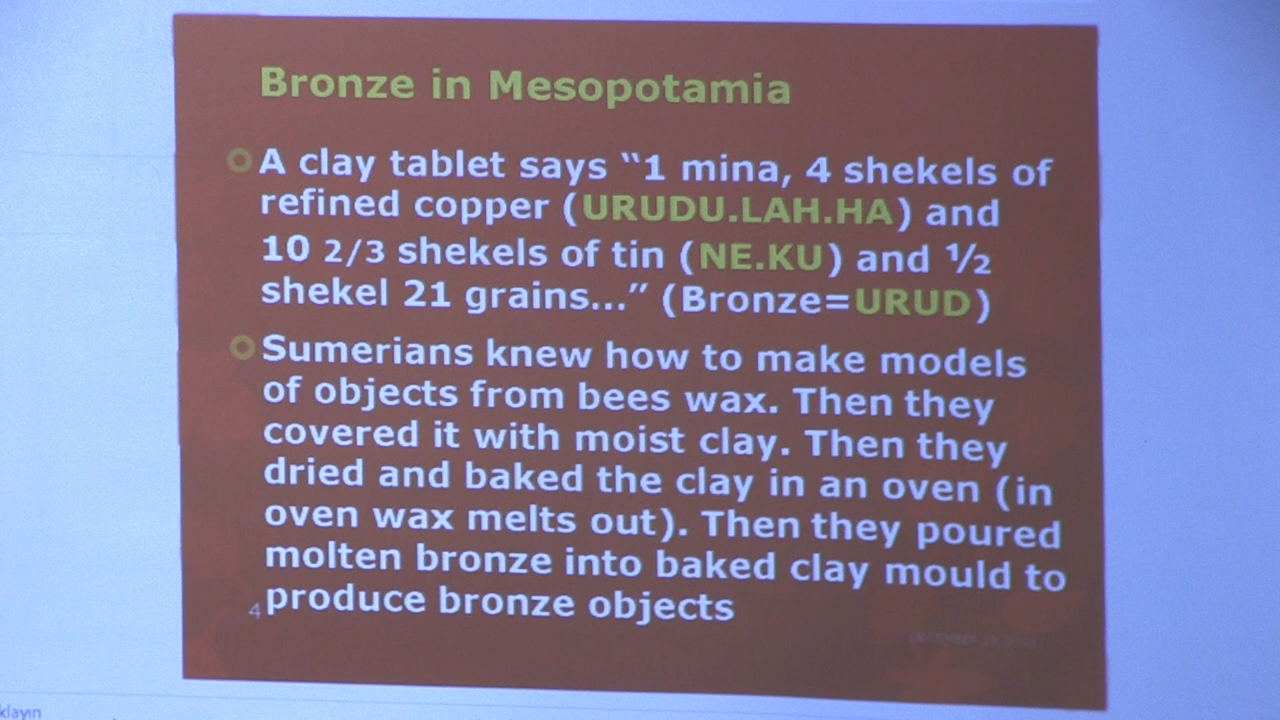 Bronze in Mesopotamia
A clay tablet says “1 mina, 4 shekels of
refined copper (URUDU.LAH.HA) and
10 2/3 shekels of tin (NE.KU) and ½
shekel 21 grains...” (Bronze=URUD)
Sumerians knew how to make models
of objects from bees wax. Then they
covered it with moist clay. Then they
dried and baked the clay in an oven (in
oven wax melts out). Then they poured
molten bronze into baked clay mould to
produce bronze objects
4
DECEMBER
klayın